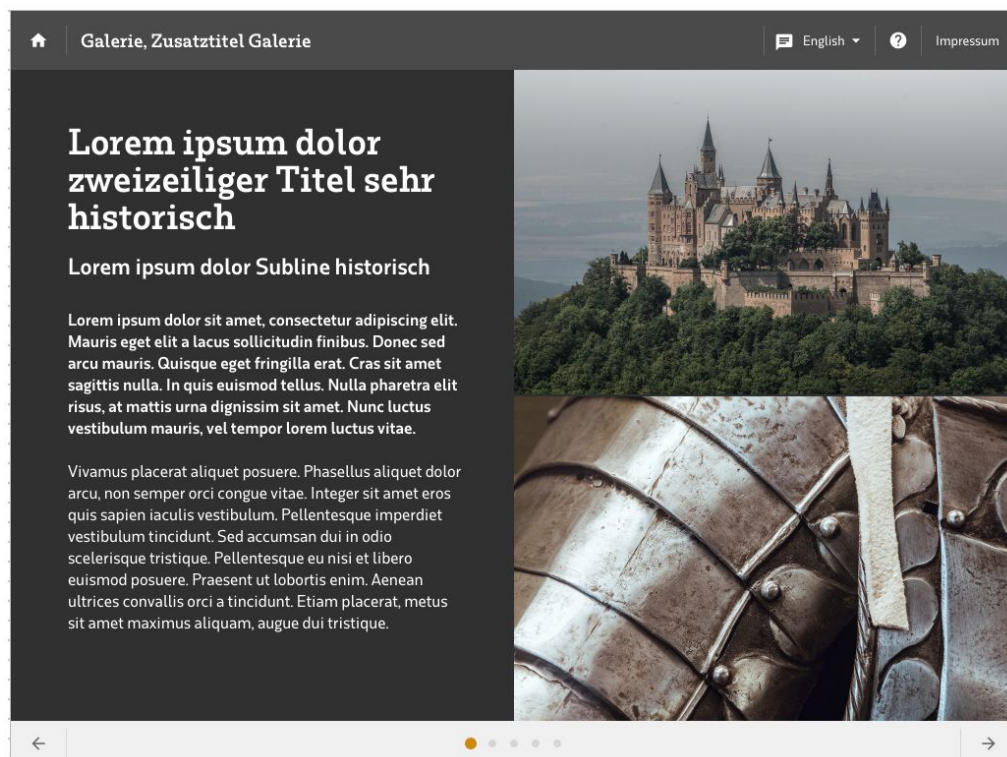 Galerie, Zusatztitel Galerie
English
Impressum
Lorem ipsum dolor
zweizeiliger Titel sehr
historisch
Lorem ipsum dolor Subline historisch
Lorem ipsum dolor sit amet, consectetur adipiscing elit.
Mauris eget elit a lacus sollicitudin finibus. Donec sed
arcu mauris. Quisque eget fringilla erat. Cras sit amet
sagittis nulla. In quis euismod tellus. Nulla pharetra elit
risus, at mattis urna dignissim sit amet. Nunc luctus
vestibulum mauris, vel tempor lorem luctus vitae.
Vivamus placerat aliquet posuere. Phasellus aliquet dolor
arcu, non semper orci congue vitae. Integer sit amet eros
quis sapien iaculis vestibulum. Pellentesque imperdiet
vestibulum tincidunt. Sed accumsan dui in odio
scelerisque tristique. Pellentesque eu nisi et libero
euismod posuere. Praesent ut lobortis enim. Aenean
ultrices convallis orci a tincidunt. Etiam placerat, metus
sit amet maximus aliquam, augue dui tristique.